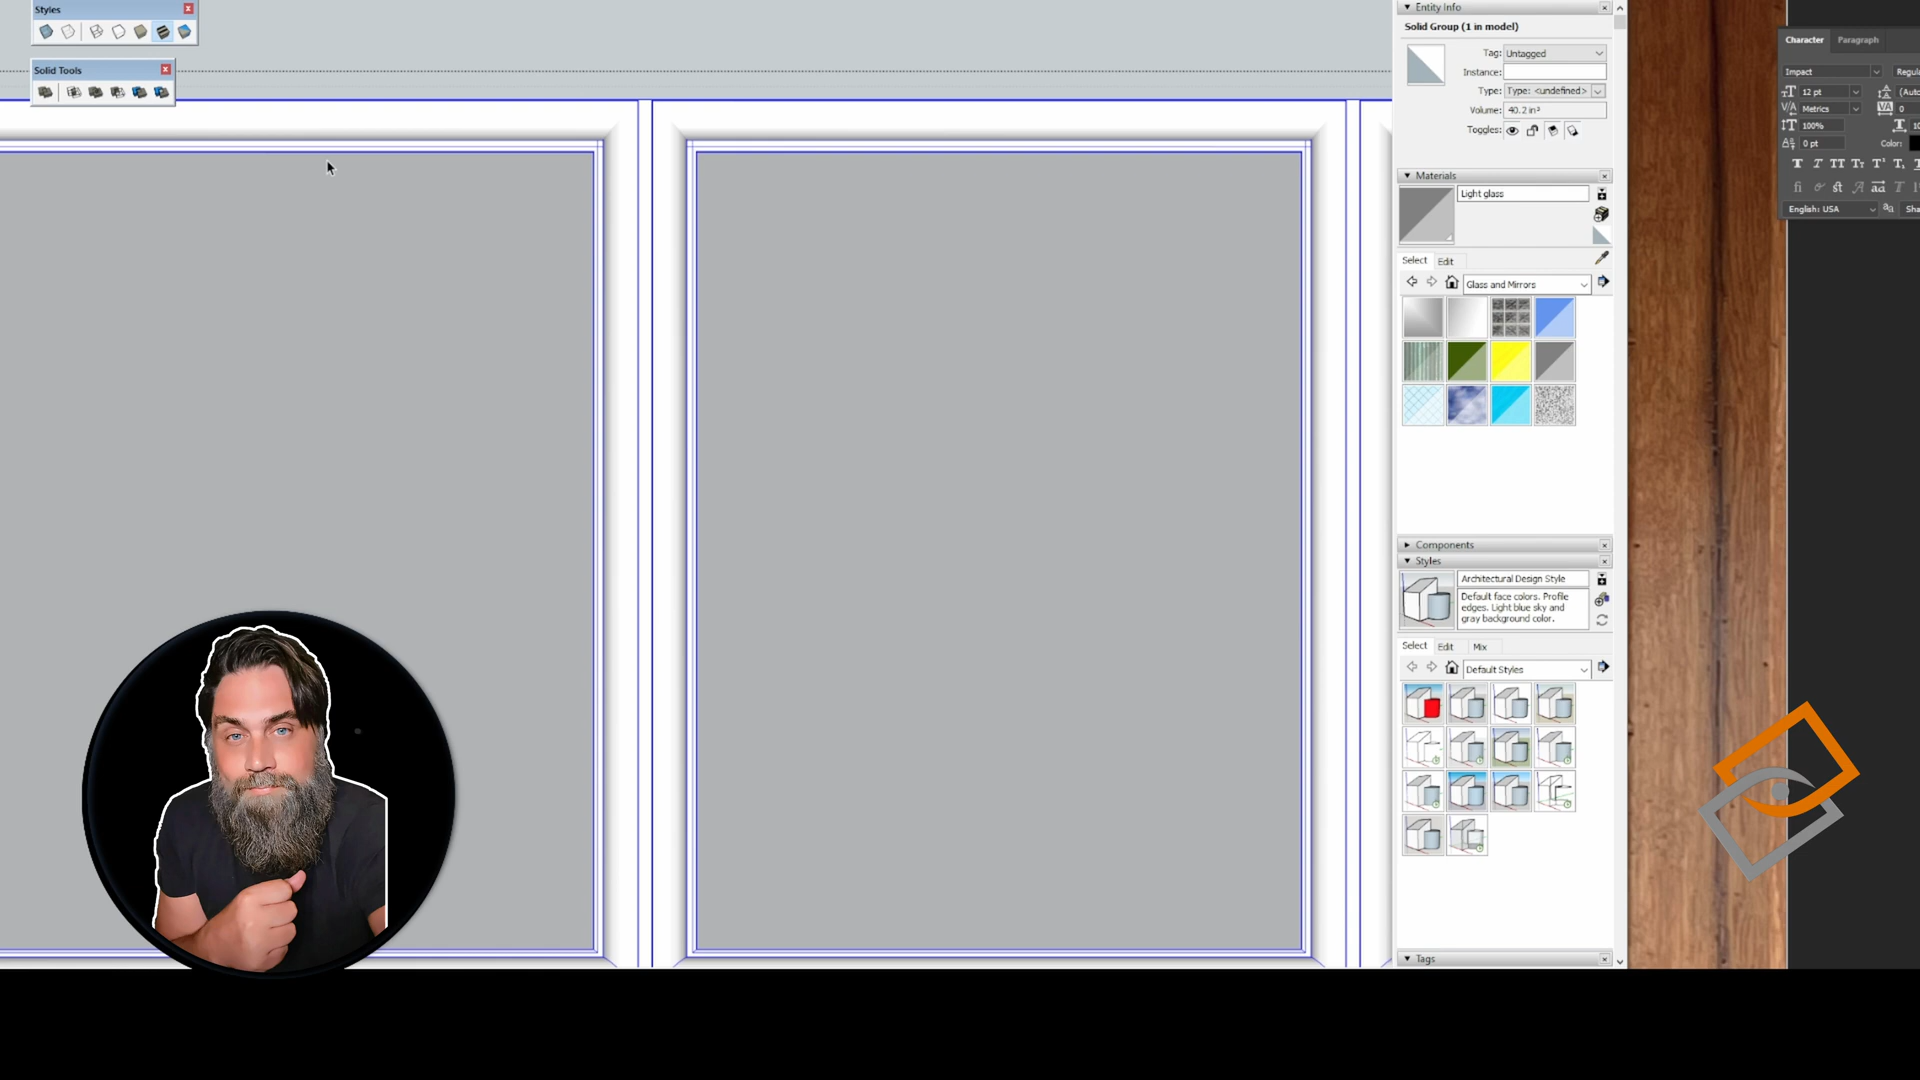 Styles
Solid Tools
Entity Info
Solid Group (1 in model)
Tag: Untagged
Instance:
Type: Type: <undefined>
Volume: 40.2 in³
Toggles:
Materials
Light glass
Select Edit
Glass and Mirrors
Components
Styles
Architectural Design Style
Default face colors. Profile
edges. Light blue sky and
gray background color.
Select Edit Mix
Default Styles
Tags
Character Paragraph
Impact
12 pt
Metrics 0
100%
0 pt Color:
English: USA